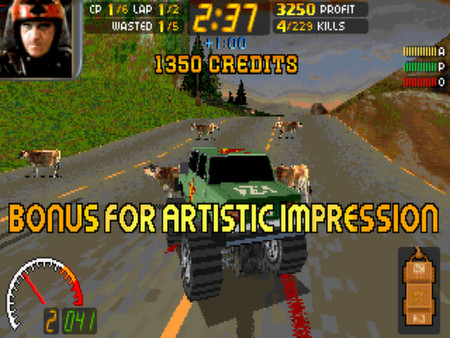 CP 1/6 LAP 1/2
WASTED 1/5
2:37
+1:00
3250 PROFIT
4/229 KILLS
1350 CREDITS
A
P
O
BONUS FOR ARTISTIC IMPRESSION
2 041